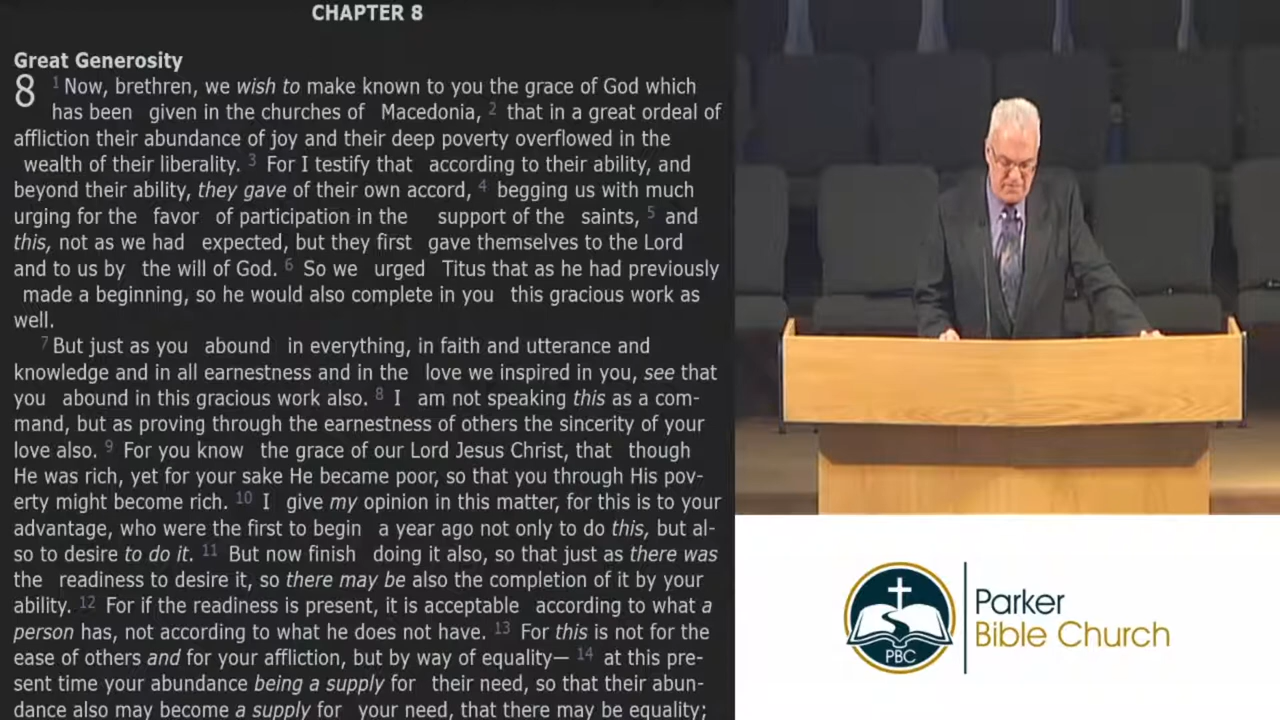 CHAPTER 8
Great Generosity
8 1 Now, brethren, we wish to make known to you the grace of God which
has been given in the churches of Macedonia, 2 that in a great ordeal of
affliction their abundance of joy and their deep poverty overflowed in the
wealth of their liberality. 3 For I testify that according to their ability, and
beyond their ability, they gave of their own accord, 4 begging us with much
urging for the favor of participation in the support of the saints, 5 and
this, not as we had expected, but they first gave themselves to the Lord
and to us by the will of God. 6 So we urged Titus that as he had previously
made a beginning, so he would also complete in you this gracious work as
well.
7 But just as you abound in everything, in faith and utterance and
knowledge and in all earnestness and in the love we inspired in you, see that
you abound in this gracious work also. 8 I am not speaking this as a com-
mand, but as proving through the earnestness of others the sincerity of your
love also. 9 For you know the grace of our Lord Jesus Christ, that though
He was rich, yet for your sake He became poor, so that you through His pov-
erty might become rich. 10 I give my opinion in this matter, for this is to your
advantage, who were the first to begin a year ago not only to do this, but al-
so to desire to do it. 11 But now finish doing it also, so that just as there was
the readiness to desire it, so there may be also the completion of it by your
ability. 12 For if the readiness is present, it is acceptable according to what a
person has, not according to what he does not have. 13 For this is not for the
ease of others and for your affliction, but by way of equality— 14 at this pre-
sent time your abundance being a supply for their need, so that their abun-
dance also may become a supply for your need, that there may be equality;
PBC
Parker
Bible Church